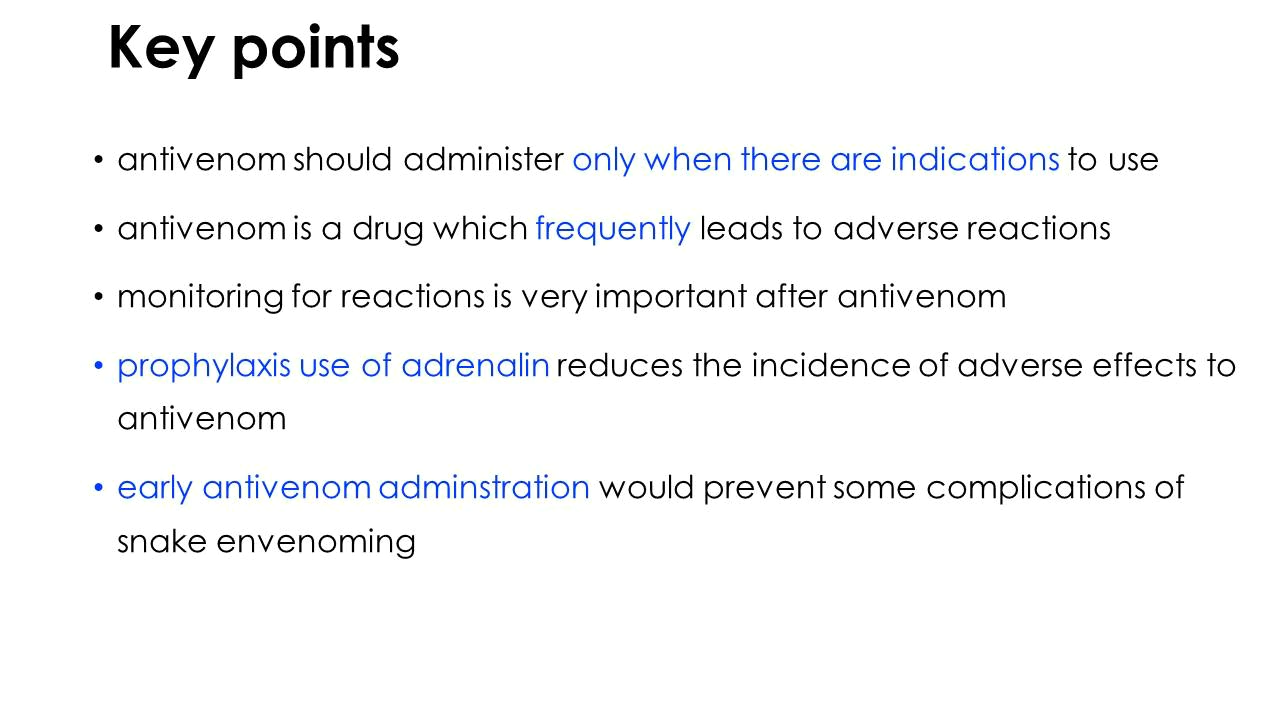 Key points
• antivenom should administer only when there are indications to use
• antivenom is a drug which frequently leads to adverse reactions
• monitoring for reactions is very important after antivenom
• prophylaxis use of adrenalin reduces the incidence of adverse effects to
antivenom
• early antivenom adminstration would prevent some complications of
snake envenoming